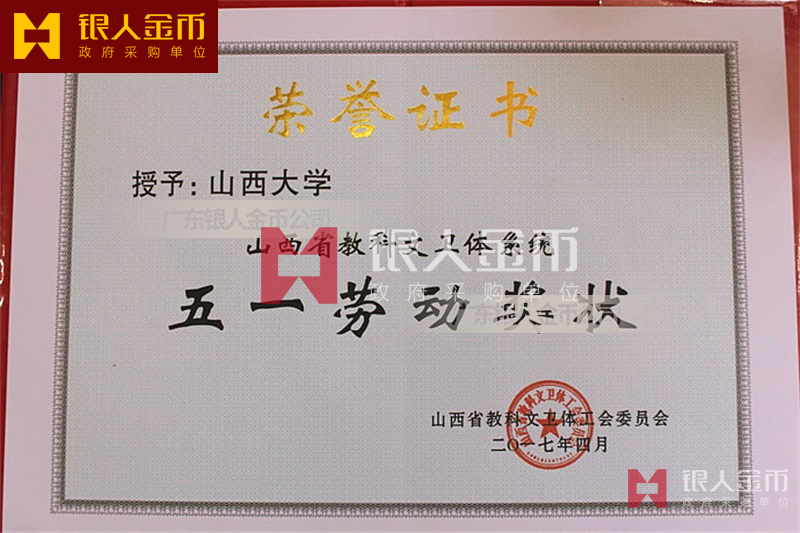 银人金币
政府采购单位
荣誉证书
授予：山西大学
广东银人金币公司
山西省教科文卫体系统
银人金币
政府采购单位
五一劳动奖状
广东银人金币公司
山西省教科文卫体工会委员会
二〇一七年四月
银人金币
政府采购单位